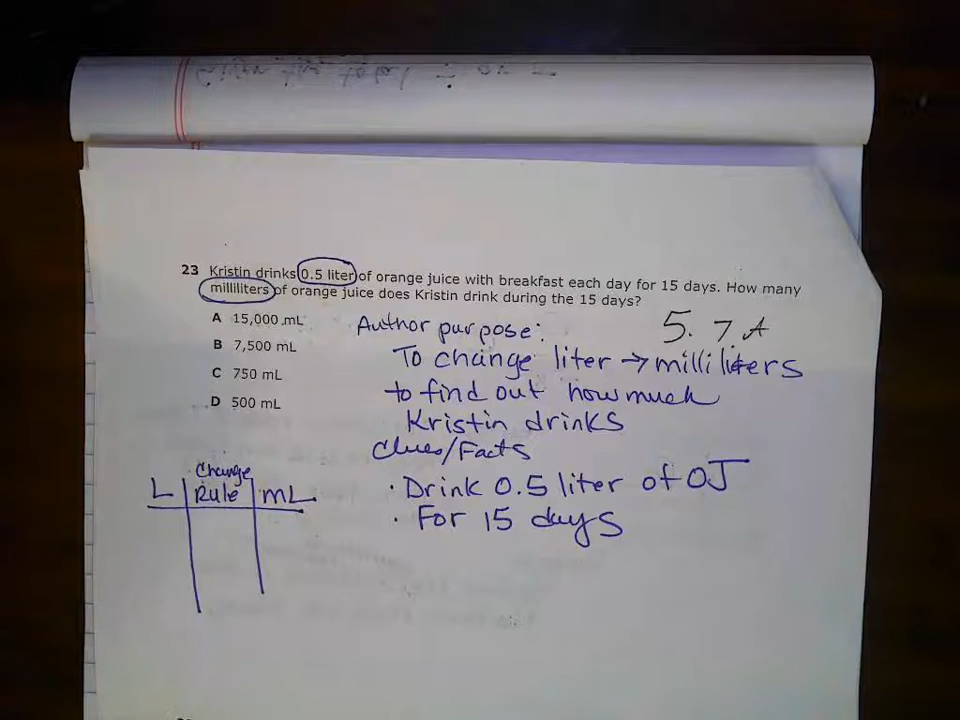 23 Kristin drinks 0.5 liter of orange juice with breakfast each day for 15 days. How many
milliliters of orange juice does Kristin drink during the 15 days?
A 15,000 mL
B 7,500 mL
C 750 mL
D 500 mL
Author purpose:
5.7A
To change liter → milliliters
to find out how much
Kristin drinks
Clues/Facts
· Drink 0.5 liter of OJ
· For 15 days
L Change Rule mL